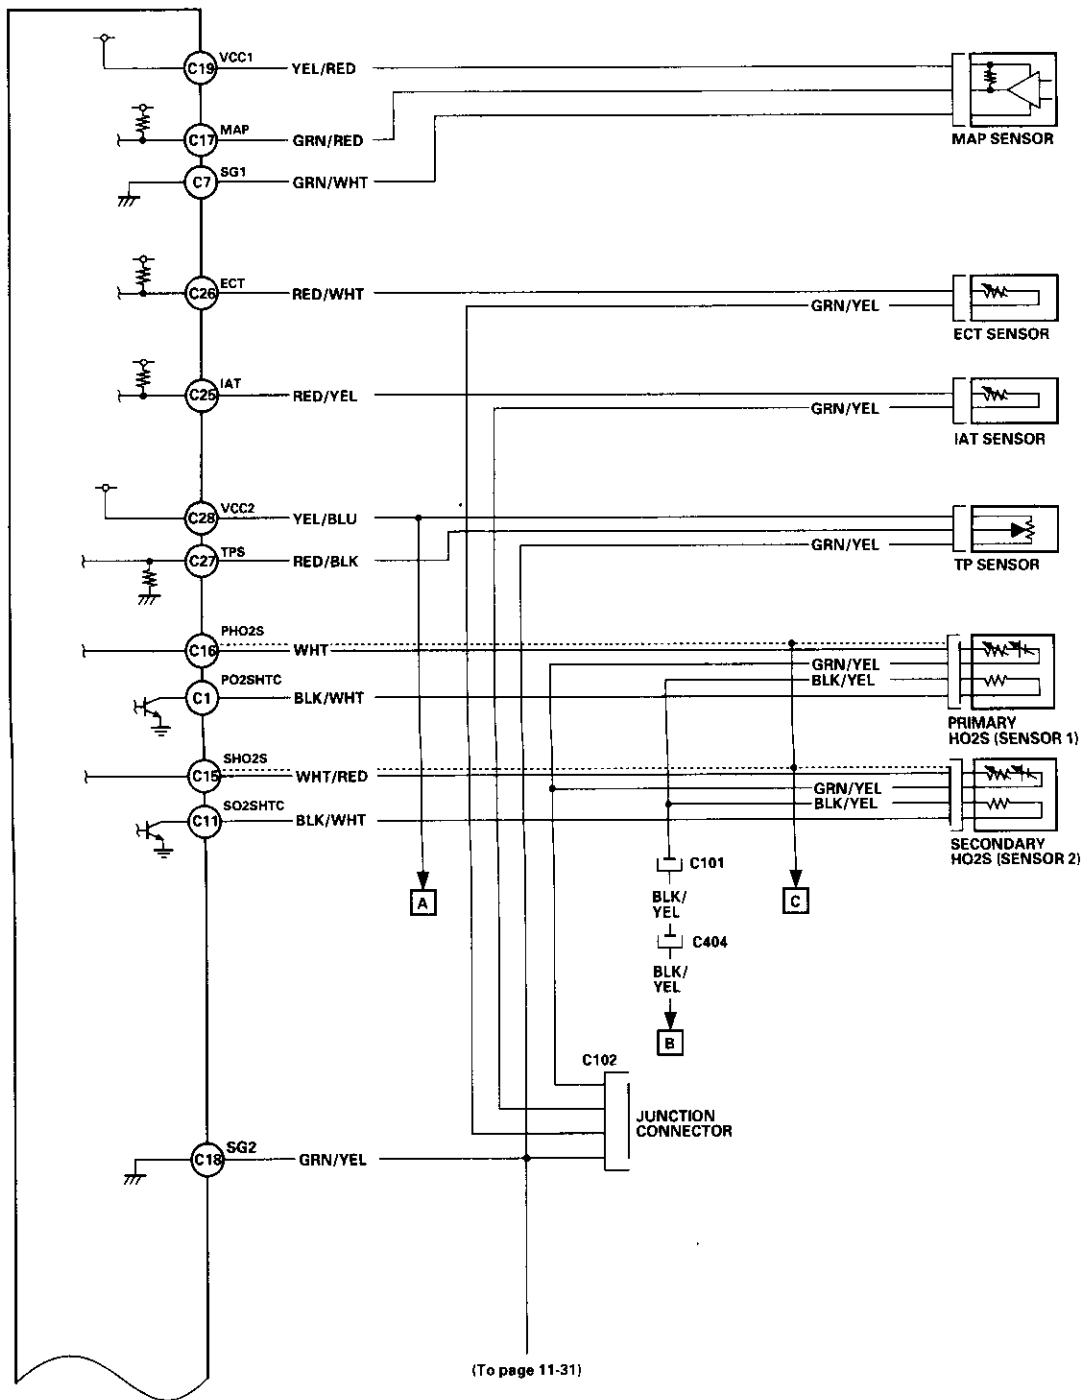 C19 VCC1 YEL/RED
MAP SENSOR
C17 MAP GRN/RED
C7 SG1 GRN/WHT
C26 ECT RED/WHT
GRN/YEL
ECT SENSOR
C25 IAT RED/YEL
GRN/YEL
IAT SENSOR
C28 VCC2 YEL/BLU
C27 TPS RED/BLK
GRN/YEL
TP SENSOR
C16 PHO2S WHT
GRN/YEL
BLK/YEL
C1 PO2SHTC BLK/WHT
PRIMARY
HO2S (SENSOR 1)
C15 SHO2S WHT/RED
GRN/YEL
BLK/YEL
C11 SO2SHTC BLK/WHT
SECONDARY
HO2S (SENSOR 2)
C101
A
BLK/
YEL
C
C404
BLK/
YEL
B
C102
JUNCTION
CONNECTOR
C18 SG2 GRN/YEL
(To page 11-31)